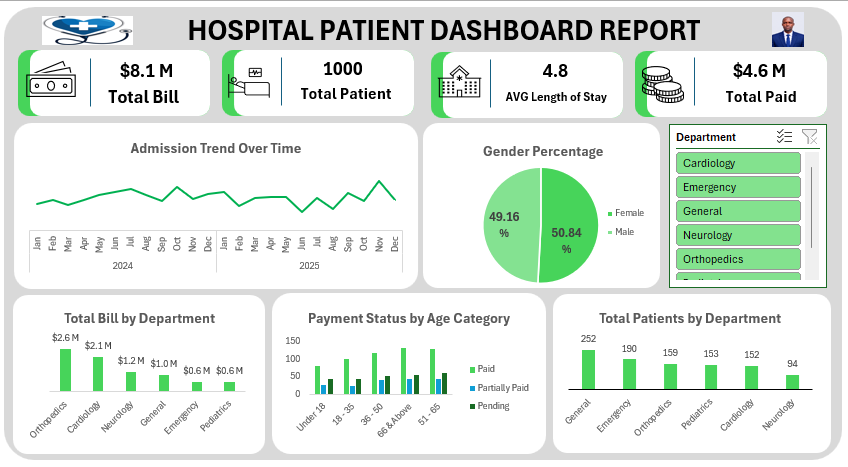 HOSPITAL PATIENT DASHBOARD REPORT
$8.1 M
Total Bill
1000
Total Patient
4.8
AVG Length of Stay
$4.6 M
Total Paid
Admission Trend Over Time
Jan Feb Mar Apr May Jun Jul Aug Sep Oct Nov Dec Jan Feb Mar Apr May Jun Jul Aug Sep Oct Nov Dec
2024 2025
Gender Percentage
49.16
%
50.84
%
Female
Male
Department
Cardiology
Emergency
General
Neurology
Orthopedics
Total Bill by Department
$2.6 M $2.1 M $1.2 M $1.0 M $0.6 M $0.6 M
Orthopedics Cardiology Neurology General Emergency Pediatrics
Payment Status by Age Category
150
100
50
0
Under 18 18 - 35 36 - 50 66 & Above 51 - 65
Paid
Partially Paid
Pending
Total Patients by Department
252 190 159 153 152 94
General Emergency Orthopedics Pediatrics Cardiology Neurology